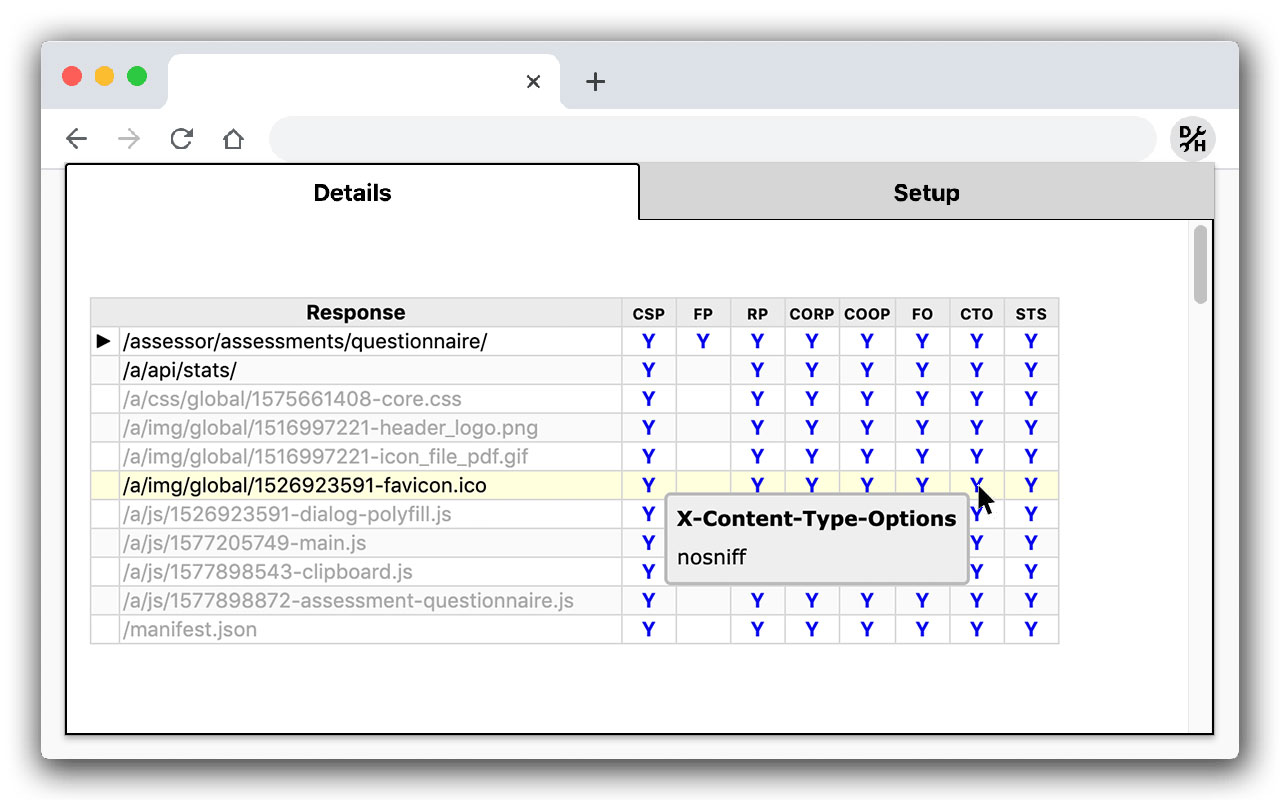 D
H
Details Setup
Response CSP FP RP CORP COOP FO CTO STS
/assessor/assessments/questionnaire/ Y Y Y Y Y Y Y Y
/a/api/stats/ Y Y Y Y Y Y Y
/a/css/global/1575661408-core.css Y Y Y Y Y Y Y
/a/img/global/1516997221-header_logo.png Y Y Y Y Y Y Y
/a/img/global/1516997221-icon_file_pdf.gif Y Y Y Y Y Y Y
/a/img/global/1526923591-favicon.ico Y Y Y Y Y Y Y
/a/js/1526923591-dialog-polyfill.js Y Y Y
X-Content-Type-Options
/a/js/1577205749-main.js Y Y Y
nosniff
/a/js/1577898543-clipboard.js Y Y Y
/a/js/1577898872-assessment-questionnaire.js Y Y Y Y Y Y Y
/manifest.json Y Y Y Y Y Y Y